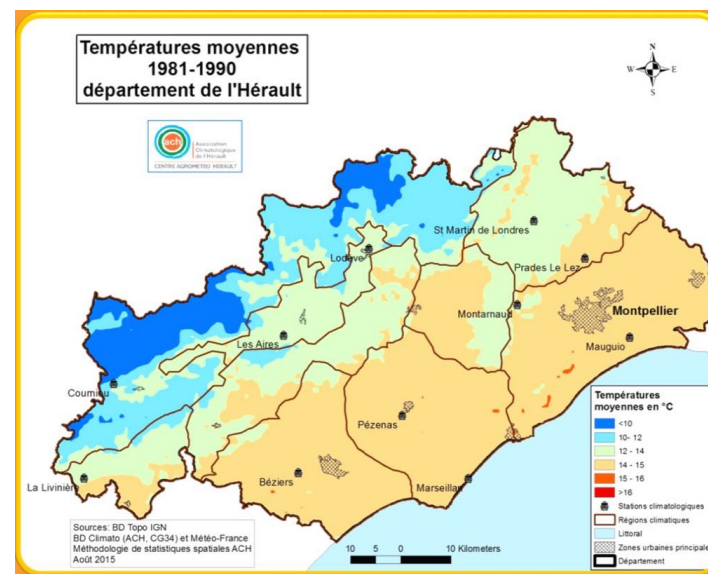 Températures moyennes
1981-1990
département de l'Hérault
N
W
E
S
ach
Association
Climatologique
de l'Hérault
CENTRE AGROMETEO HERAULT
St Martin de Londres
Lodève
Prades Le Lez
Montarnaud
Montpellier
Mauguio
Les Aires
Courniou
Pézenas
Béziers
Marseillan
La Livinière
Températures
moyennes en °C
<10
10- 12
12 - 14
14 - 15
15 - 16
>16
Stations climatologiques
Régions climatiques
Littoral
Zones urbaines principale
Département
Sources: BD Topo IGN
BD Climato (ACH, CG34) et Météo-France
Méthodologie de statistiques spatiales ACH
Août 2015
10 5 0 10 Kilometers